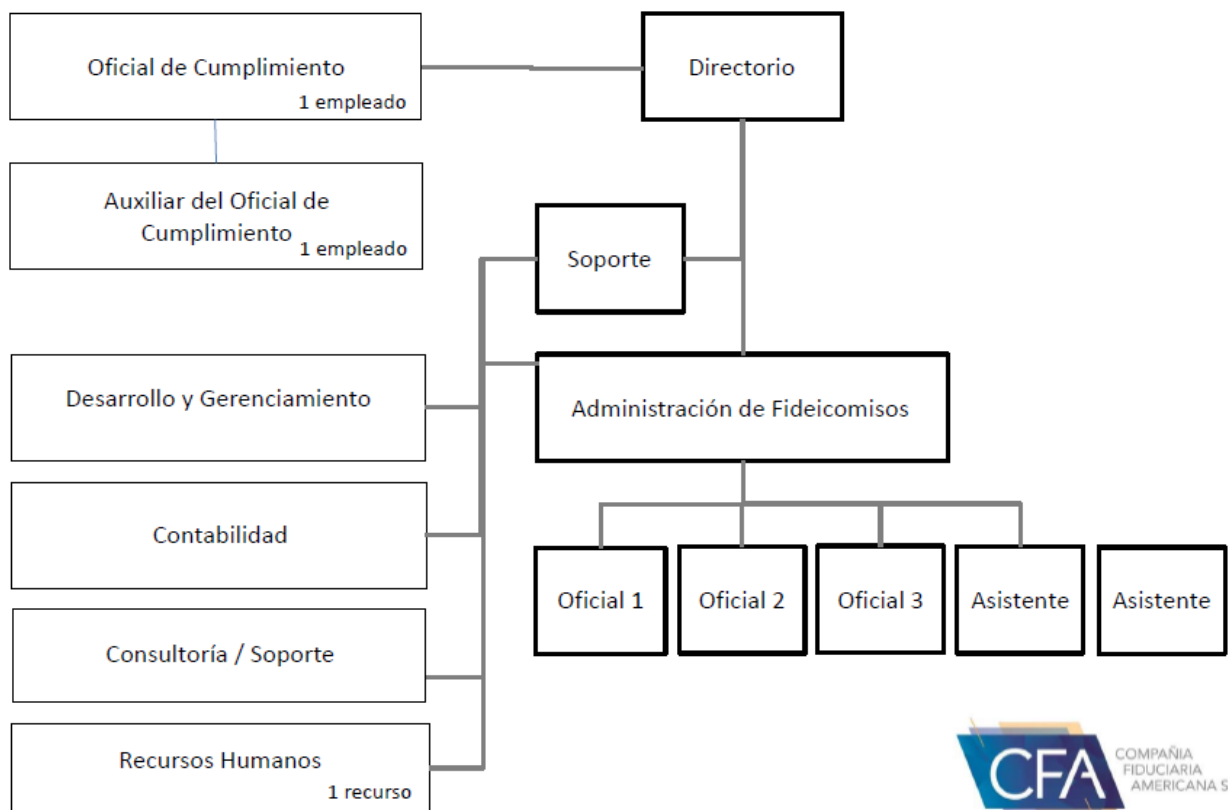 Oficial de Cumplimiento
1 empleado
Directorio
Auxiliar del Oficial de
Cumplimiento
1 empleado
Soporte
Desarrollo y Gerenciamiento
Administración de Fideicomisos
Contabilidad
Oficial 1
Oficial 2
Oficial 3
Asistente
Asistente
Consultoría / Soporte
Recursos Humanos
1 recurso
CFA
COMPAÑIA
FIDUCIARIA
AMERICANA S